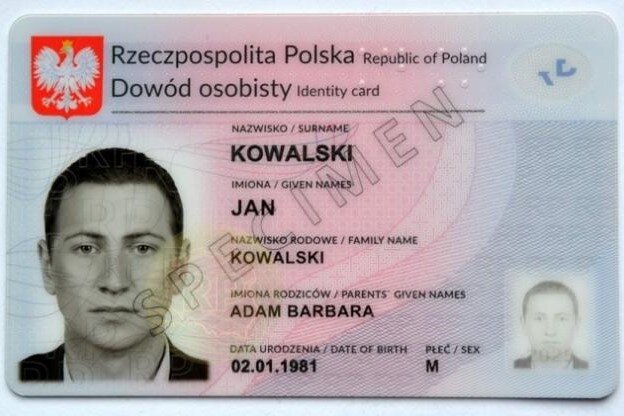 Rzeczpospolita Polska Republic of Poland
Dowód osobisty Identity card
NAZWISKO / SURNAME
KOWALSKI
IMIONA / GIVEN NAMES
JAN
NAZWISKO RODOWE / FAMILY NAME
KOWALSKI
IMIONA RODZICÓW / PARENTS` GIVEN NAMES
ADAM BARBARA
DATA URODZENIA / DATE OF BIRTH PŁEĆ / SEX
02.01.1981 M
SPECIMEN